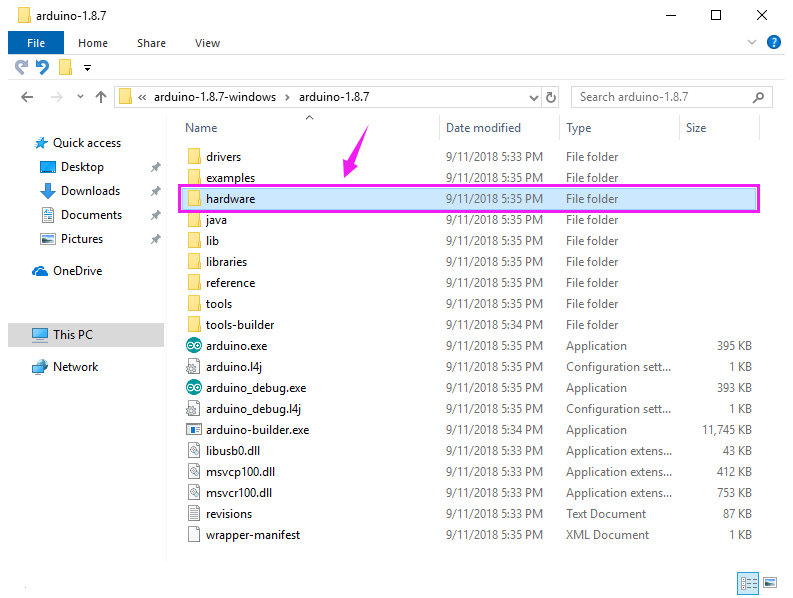 arduino-1.8.7
File Home Share View
« arduino-1.8.7-windows > arduino-1.8.7 Search arduino-1.8.7
Name Date modified Type Size
Quick access
Desktop
Downloads
Documents
Pictures
OneDrive
This PC
Network
drivers 9/11/2018 5:33 PM File folder
examples 9/11/2018 5:33 PM File folder
hardware 9/11/2018 5:35 PM File folder
java 9/11/2018 5:35 PM File folder
lib 9/11/2018 5:35 PM File folder
libraries 9/11/2018 5:35 PM File folder
reference 9/11/2018 5:35 PM File folder
tools 9/11/2018 5:35 PM File folder
tools-builder 9/11/2018 5:34 PM File folder
arduino.exe 9/11/2018 5:35 PM Application 395 KB
arduino.l4j 9/11/2018 5:35 PM Configuration sett... 1 KB
arduino_debug.exe 9/11/2018 5:35 PM Application 393 KB
arduino_debug.l4j 9/11/2018 5:35 PM Configuration sett... 1 KB
arduino-builder.exe 9/11/2018 5:34 PM Application 11,745 KB
libusb0.dll 9/11/2018 5:33 PM Application extens... 43 KB
msvcp100.dll 9/11/2018 5:33 PM Application extens... 412 KB
msvcr100.dll 9/11/2018 5:33 PM Application extens... 753 KB
revisions 9/11/2018 5:33 PM Text Document 87 KB
wrapper-manifest 9/11/2018 5:35 PM XML Document 1 KB